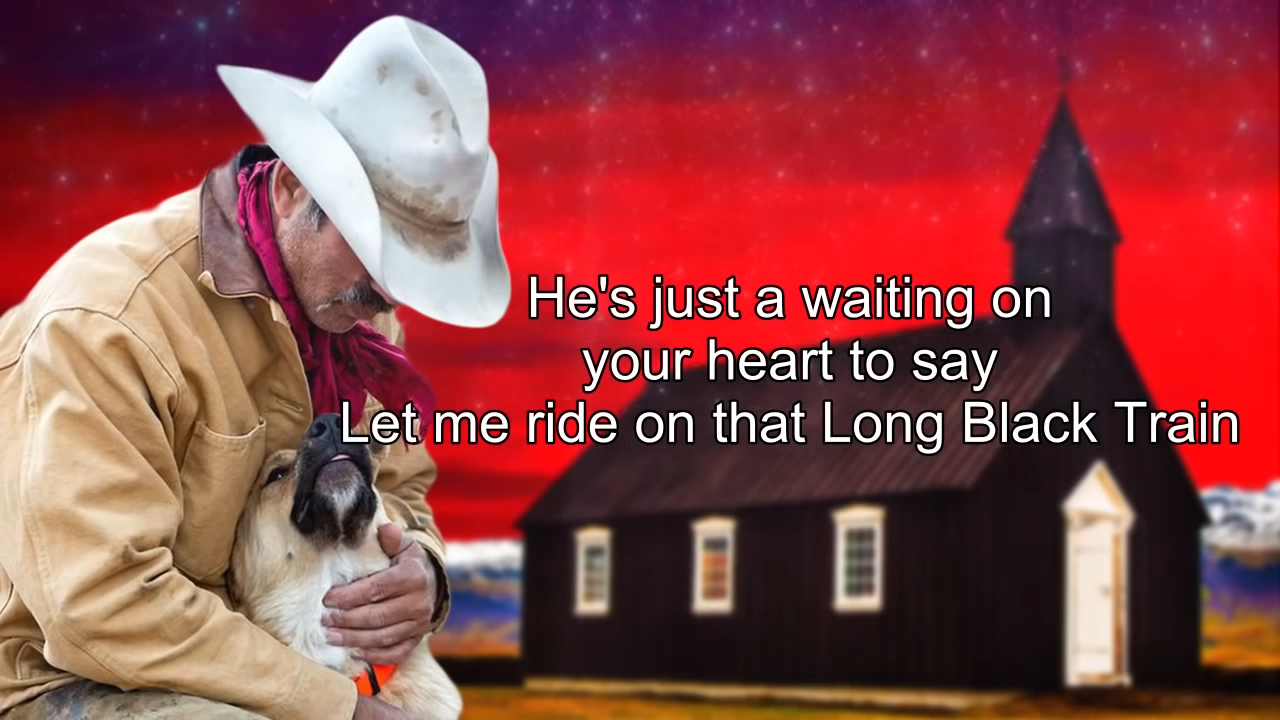 He's just a waiting on
your heart to say
Let me ride on that Long Black Train